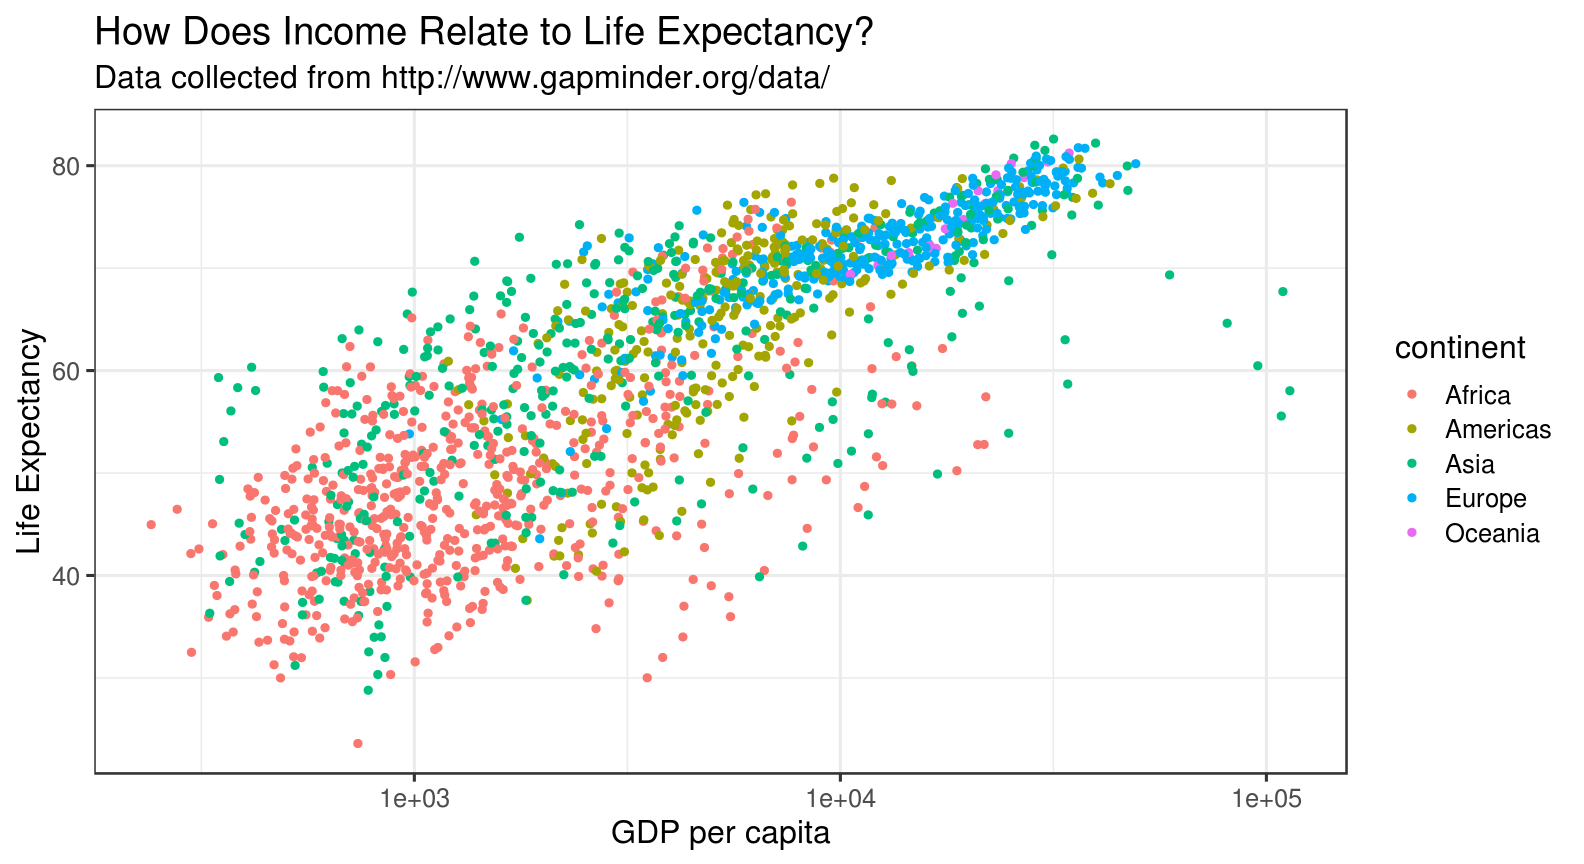 How Does Income Relate to Life Expectancy?
Data collected from http://www.gapminder.org/data/
80
60
40
Life Expectancy
1e+03
1e+04
1e+05
GDP per capita
continent
Africa
Americas
Asia
Europe
Oceania